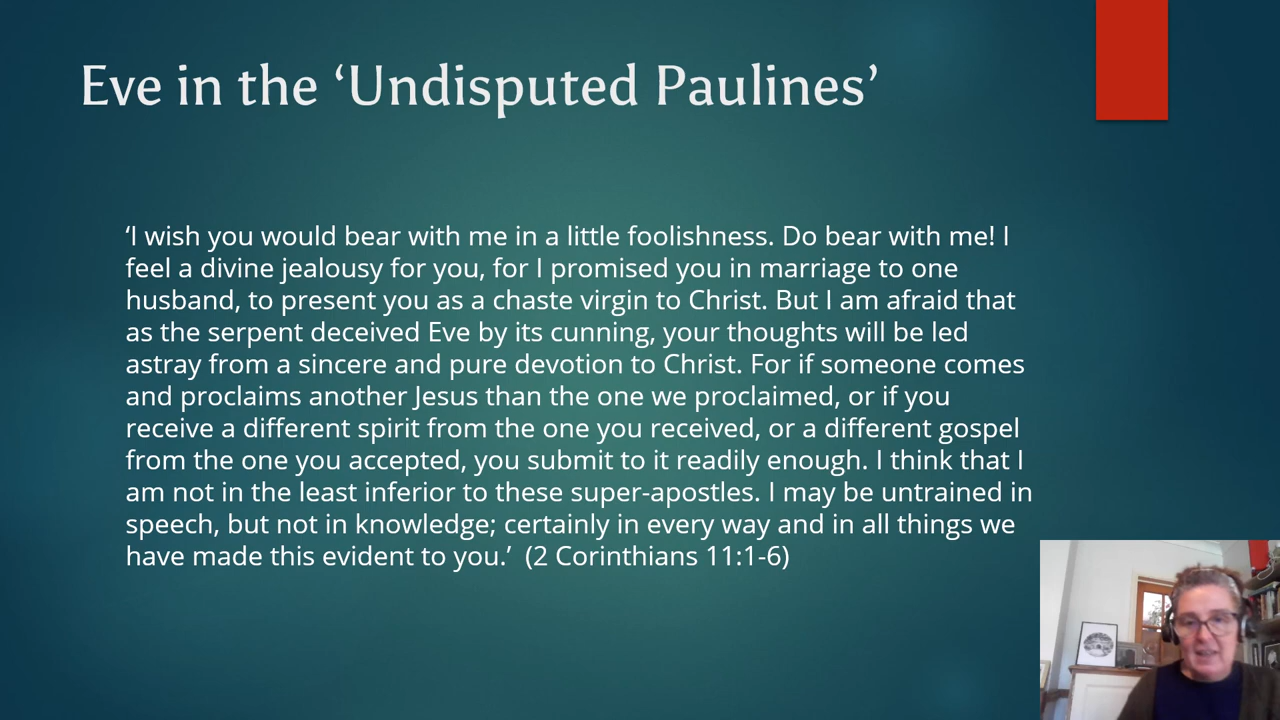 Eve in the ‘Undisputed Paulines’
‘I wish you would bear with me in a little foolishness. Do bear with me! I
feel a divine jealousy for you, for I promised you in marriage to one
husband, to present you as a chaste virgin to Christ. But I am afraid that
as the serpent deceived Eve by its cunning, your thoughts will be led
astray from a sincere and pure devotion to Christ. For if someone comes
and proclaims another Jesus than the one we proclaimed, or if you
receive a different spirit from the one you received, or a different gospel
from the one you accepted, you submit to it readily enough. I think that I
am not in the least inferior to these super-apostles. I may be untrained in
speech, but not in knowledge; certainly in every way and in all things we
have made this evident to you.’ (2 Corinthians 11:1-6)